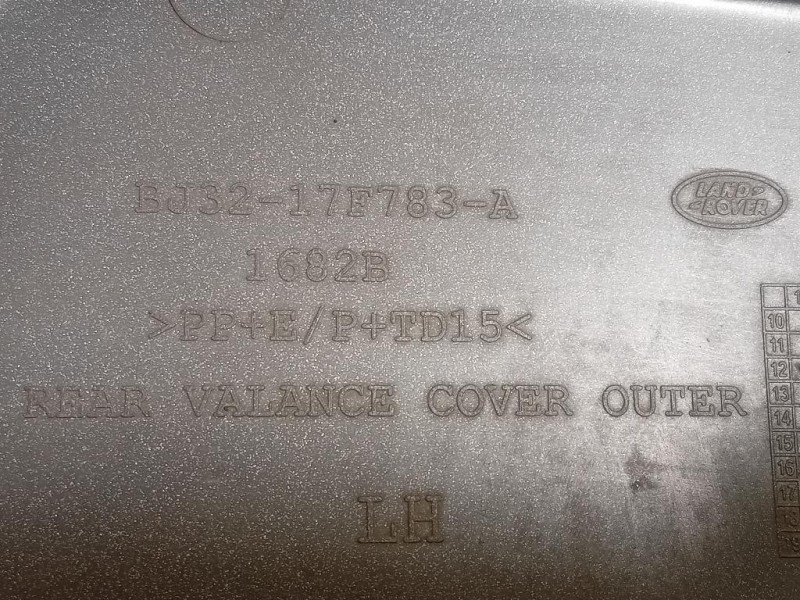 BJ32-17F783-A
LAND-
-ROVER
1682B
>PP+E/P+TD15<
REAR VALANCE COVER OUTER
LH
10
11
12
13
14
15
16
17
18